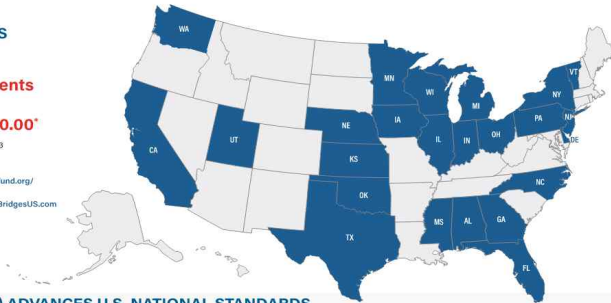 S
ents
0.00*
3
und.org/
BridgesUS.com
WA
MN
VT
WI
NY
MI
IA
NE
PA
NJ
IL
IN
OH
UT
DE
CA
KS
NC
OK
MS
AL
GA
TX
FL
A ADVANCES U.S. NATIONAL STANDARDS